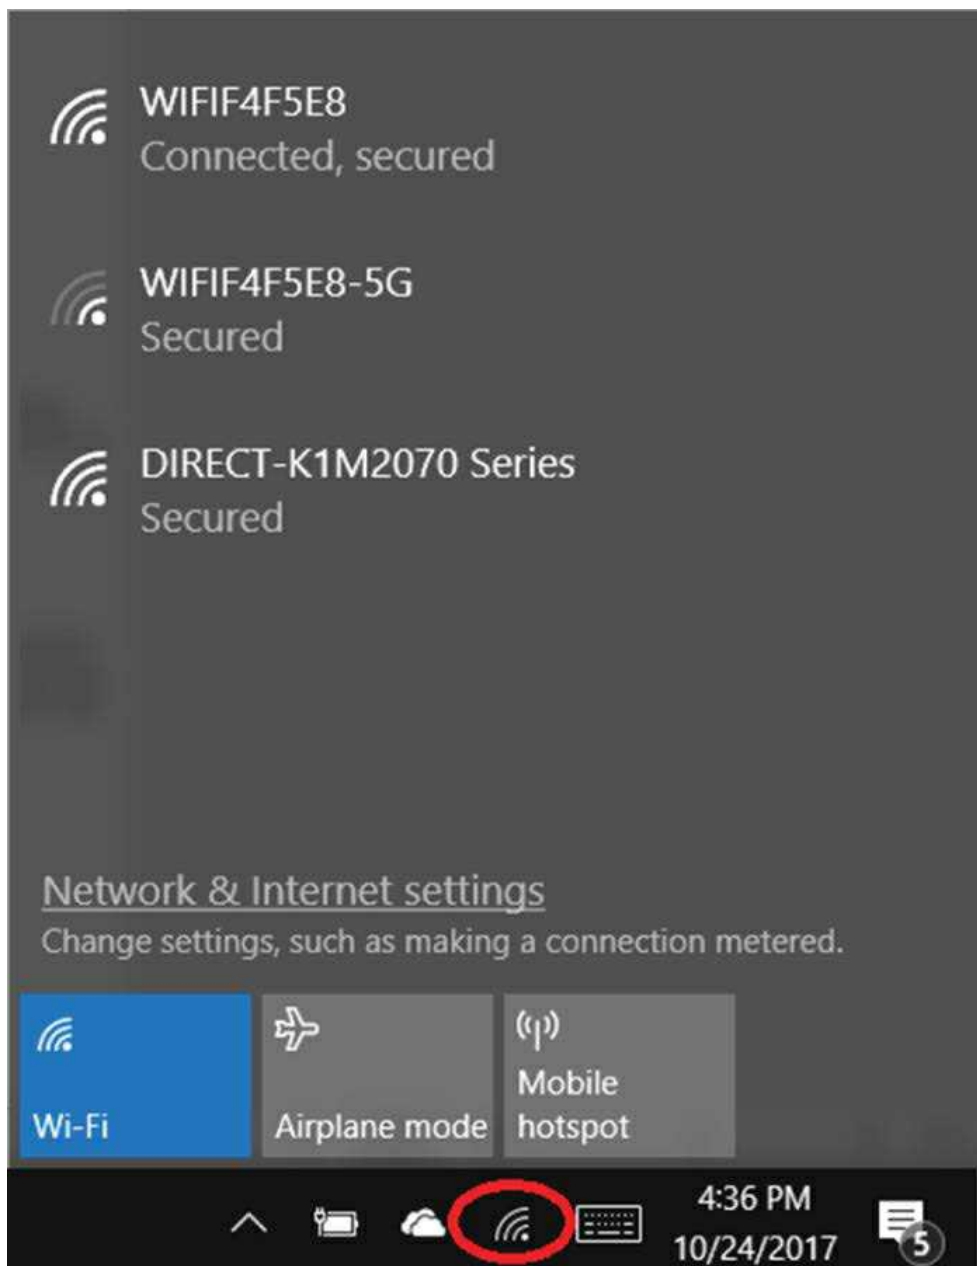 WIFIF4F5E8
Connected, secured
WIFIF4F5E8-5G
Secured
DIRECT-K1M2070 Series
Secured
Network & Internet settings
Change settings, such as making a connection metered.
Wi-Fi
Airplane mode
Mobile
hotspot
4:36 PM
10/24/2017
5